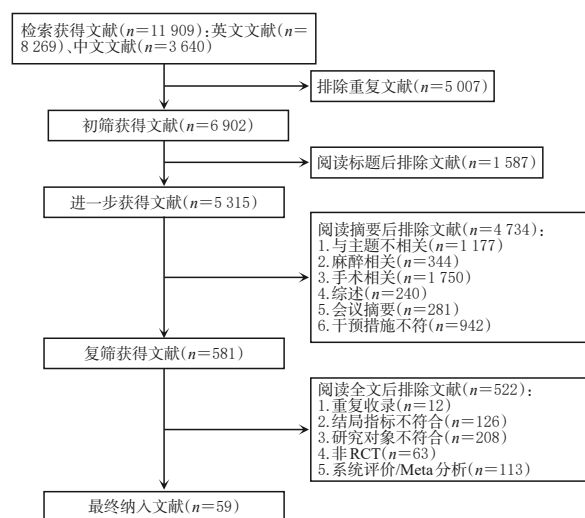 检索获得文献(n=11 909):英文文献(n=
8 269)、中文文献(n=3 640)
排除重复文献(n=5 007)
初筛获得文献(n=6 902)
阅读标题后排除文献(n=1 587)
进一步获得文献(n=5 315)
阅读摘要后排除文献(n=4 734):
1.与主题不相关(n=1 177)
2.麻醉相关(n=344)
3.手术相关(n=1 750)
4.综述(n=240)
5.会议摘要(n=281)
6.干预措施不符(n=942)
复筛获得文献(n=581)
阅读全文后排除文献(n=522):
1.重复收录(n=12)
2.结局指标不符合(n=126)
3.研究对象不符合(n=208)
4.非RCT(n=63)
5.系统评价/Meta分析(n=113)
最终纳入文献(n=59)